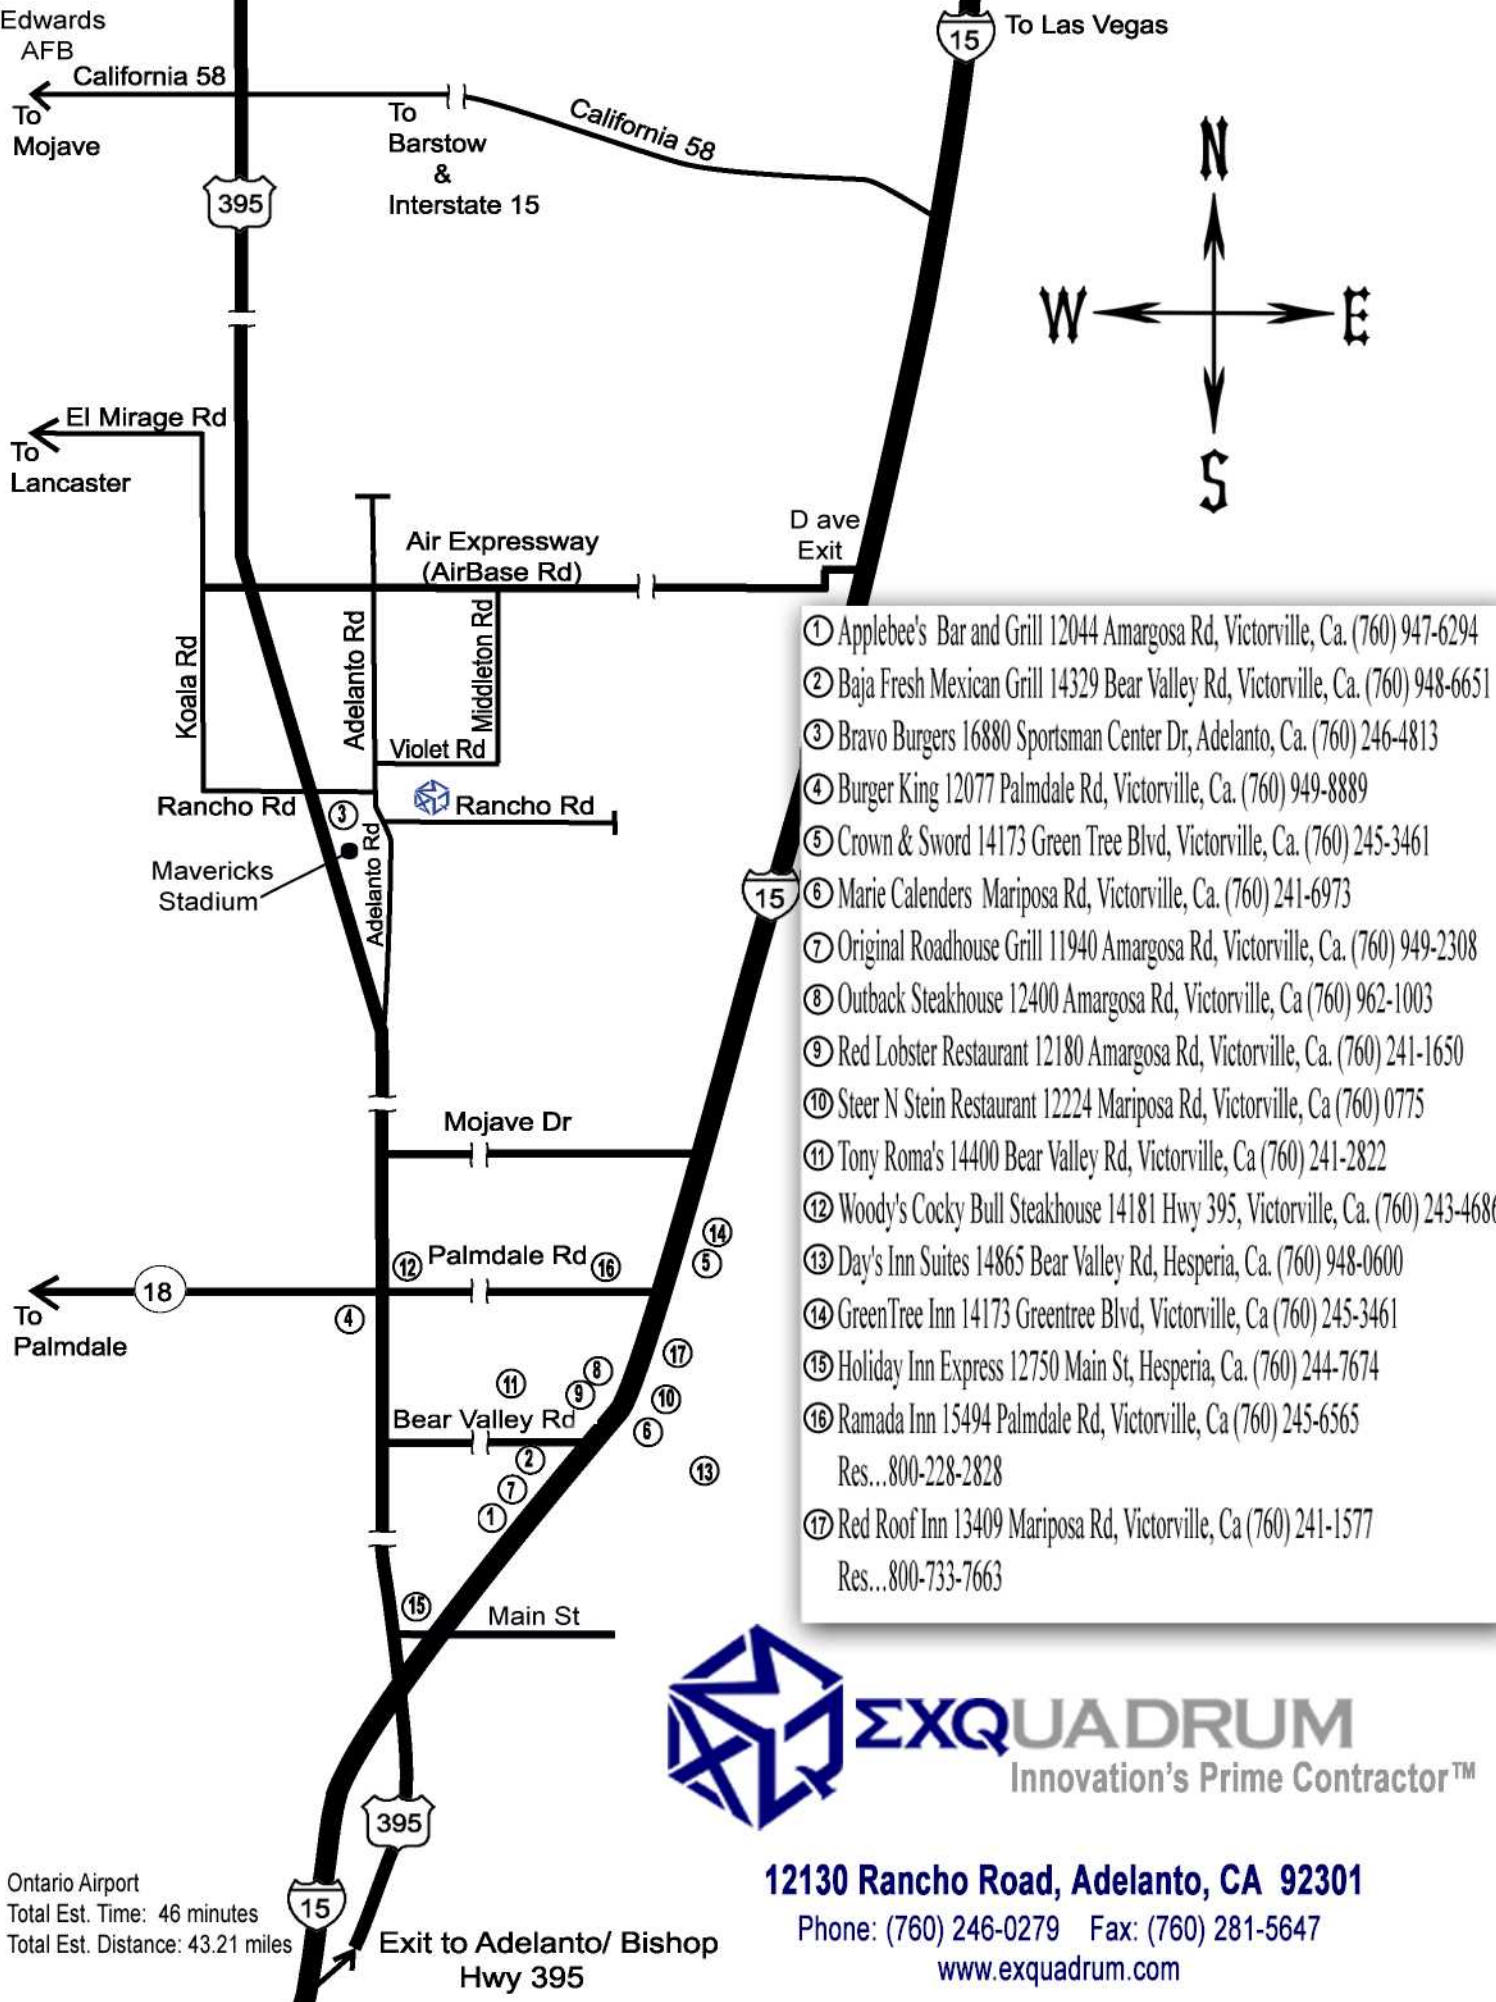 Edwards
AFB
California 58
To
Mojave
To
Barstow
&
Interstate 15
California 58
15
To Las Vegas
395
N
W
E
S
El Mirage Rd
To
Lancaster
Air Expressway
(AirBase Rd)
D ave
Exit
Koala Rd
Adelanto Rd
Middleton Rd
Violet Rd
Rancho Rd
3
Rancho Rd
Mavericks
Stadium
Adelanto Rd
15
1 Applebee's Bar and Grill 12044 Amargosa Rd, Victorville, Ca. (760) 947-6294
2 Baja Fresh Mexican Grill 14329 Bear Valley Rd, Victorville, Ca. (760) 948-6651
3 Bravo Burgers 16880 Sportsman Center Dr, Adelanto, Ca. (760) 246-4813
4 Burger King 12077 Palmdale Rd, Victorville, Ca. (760) 949-8889
5 Crown & Sword 14173 Green Tree Blvd, Victorville, Ca. (760) 245-3461
6 Marie Calenders Mariposa Rd, Victorville, Ca. (760) 241-6973
7 Original Roadhouse Grill 11940 Amargosa Rd, Victorville, Ca. (760) 949-2308
8 Outback Steakhouse 12400 Amargosa Rd, Victorville, Ca (760) 962-1003
9 Red Lobster Restaurant 12180 Amargosa Rd, Victorville, Ca. (760) 241-1650
10 Steer N Stein Restaurant 12224 Mariposa Rd, Victorville, Ca (760) 0775
11 Tony Roma's 14400 Bear Valley Rd, Victorville, Ca (760) 241-2822
12 Woody's Cocky Bull Steakhouse 14181 Hwy 395, Victorville, Ca. (760) 243-4686
13 Day's Inn Suites 14865 Bear Valley Rd, Hesperia, Ca. (760) 948-0600
14 GreenTree Inn 14173 Greentree Blvd, Victorville, Ca (760) 245-3461
15 Holiday Inn Express 12750 Main St, Hesperia, Ca. (760) 244-7674
16 Ramada Inn 15494 Palmdale Rd, Victorville, Ca (760) 245-6565
Res...800-228-2828
17 Red Roof Inn 13409 Mariposa Rd, Victorville, Ca (760) 241-1577
Res...800-733-7663
Mojave Dr
14
5
12
Palmdale Rd
16
18
To
Palmdale
4
17
8
11
9
10
Bear Valley Rd
6
2
13
7
1
15
Main St
395
15
Ontario Airport
Total Est. Time: 46 minutes
Total Est. Distance: 43.21 miles
Exit to Adelanto/ Bishop
Hwy 395
ΣXQUADRUM
Innovation's Prime Contractor™
12130 Rancho Road, Adelanto, CA 92301
Phone: (760) 246-0279 Fax: (760) 281-5647
www.exquadrum.com